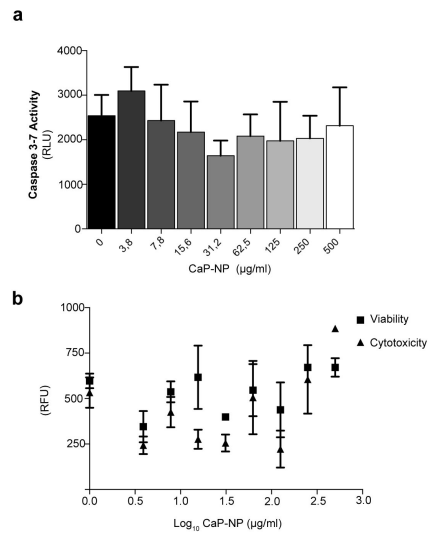 a
4000
3000
2000
1000
0
Caspase 3-7 Activity
(RLU)
0
3,8
7,8
15,6
31,2
62,5
125
250
500
CaP-NP (µg/ml)
b
1000
750
500
250
0
(RFU)
Viability
Cytotoxicity
0.0
0.5
1.0
1.5
2.0
2.5
3.0
Log10 CaP-NP (µg/ml)